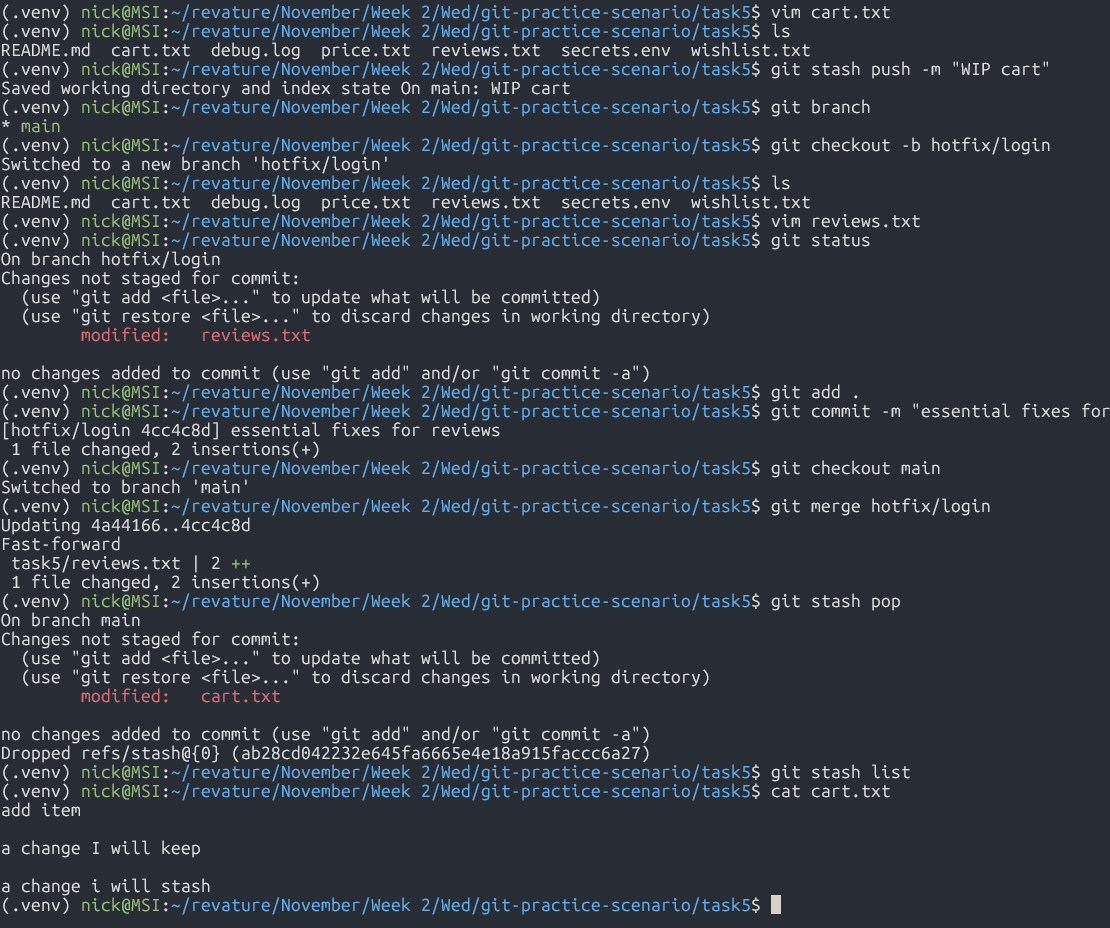 (.venv) nick@MSI:~/revature/November/Week 2/Wed/git-practice-scenario/task5$ vim cart.txt
(.venv) nick@MSI:~/revature/November/Week 2/Wed/git-practice-scenario/task5$ ls
README.md  cart.txt  debug.log  price.txt  reviews.txt  secrets.env  wishlist.txt
(.venv) nick@MSI:~/revature/November/Week 2/Wed/git-practice-scenario/task5$ git stash push -m "WIP cart"
Saved working directory and index state On main: WIP cart
(.venv) nick@MSI:~/revature/November/Week 2/Wed/git-practice-scenario/task5$ git branch
* main
(.venv) nick@MSI:~/revature/November/Week 2/Wed/git-practice-scenario/task5$ git checkout -b hotfix/login
Switched to a new branch 'hotfix/login'
(.venv) nick@MSI:~/revature/November/Week 2/Wed/git-practice-scenario/task5$ ls
README.md  cart.txt  debug.log  price.txt  reviews.txt  secrets.env  wishlist.txt
(.venv) nick@MSI:~/revature/November/Week 2/Wed/git-practice-scenario/task5$ vim reviews.txt
(.venv) nick@MSI:~/revature/November/Week 2/Wed/git-practice-scenario/task5$ git status
On branch hotfix/login
Changes not staged for commit:
  (use "git add <file>..." to update what will be committed)
  (use "git restore <file>..." to discard changes in working directory)
        modified:   reviews.txt

no changes added to commit (use "git add" and/or "git commit -a")
(.venv) nick@MSI:~/revature/November/Week 2/Wed/git-practice-scenario/task5$ git add .
(.venv) nick@MSI:~/revature/November/Week 2/Wed/git-practice-scenario/task5$ git commit -m "essential fixes for
[hotfix/login 4cc4c8d] essential fixes for reviews
 1 file changed, 2 insertions(+)
(.venv) nick@MSI:~/revature/November/Week 2/Wed/git-practice-scenario/task5$ git checkout main
Switched to branch 'main'
(.venv) nick@MSI:~/revature/November/Week 2/Wed/git-practice-scenario/task5$ git merge hotfix/login
Updating 4a44166..4cc4c8d
Fast-forward
 task5/reviews.txt | 2 ++
 1 file changed, 2 insertions(+)
(.venv) nick@MSI:~/revature/November/Week 2/Wed/git-practice-scenario/task5$ git stash pop
On branch main
Changes not staged for commit:
  (use "git add <file>..." to update what will be committed)
  (use "git restore <file>..." to discard changes in working directory)
        modified:   cart.txt

no changes added to commit (use "git add" and/or "git commit -a")
Dropped refs/stash@{0} (ab28cd042232e645fa6665e4e18a915faccc6a27)
(.venv) nick@MSI:~/revature/November/Week 2/Wed/git-practice-scenario/task5$ git stash list
(.venv) nick@MSI:~/revature/November/Week 2/Wed/git-practice-scenario/task5$ cat cart.txt
add item

a change I will keep

a change i will stash
(.venv) nick@MSI:~/revature/November/Week 2/Wed/git-practice-scenario/task5$